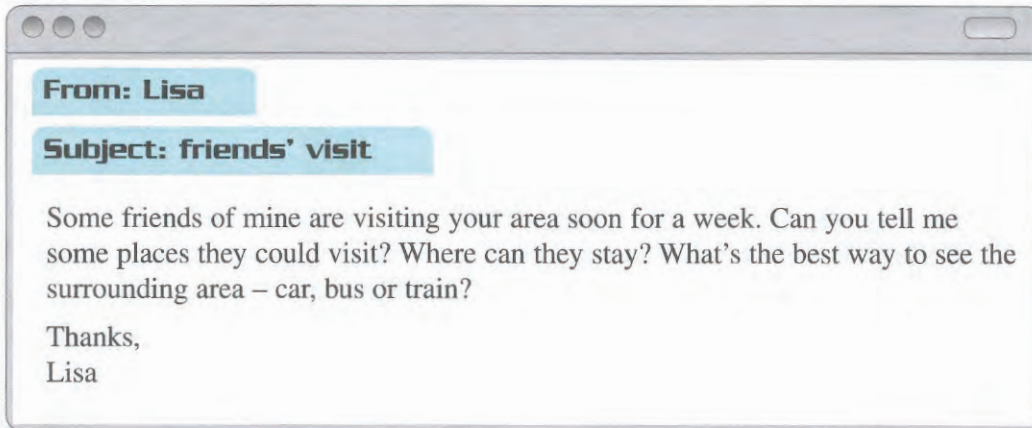 From: Lisa
Subject: friends' visit
Some friends of mine are visiting your area soon for a week. Can you tell me
some places they could visit? Where can they stay? What's the best way to see the
surrounding area – car, bus or train?
Thanks,
Lisa